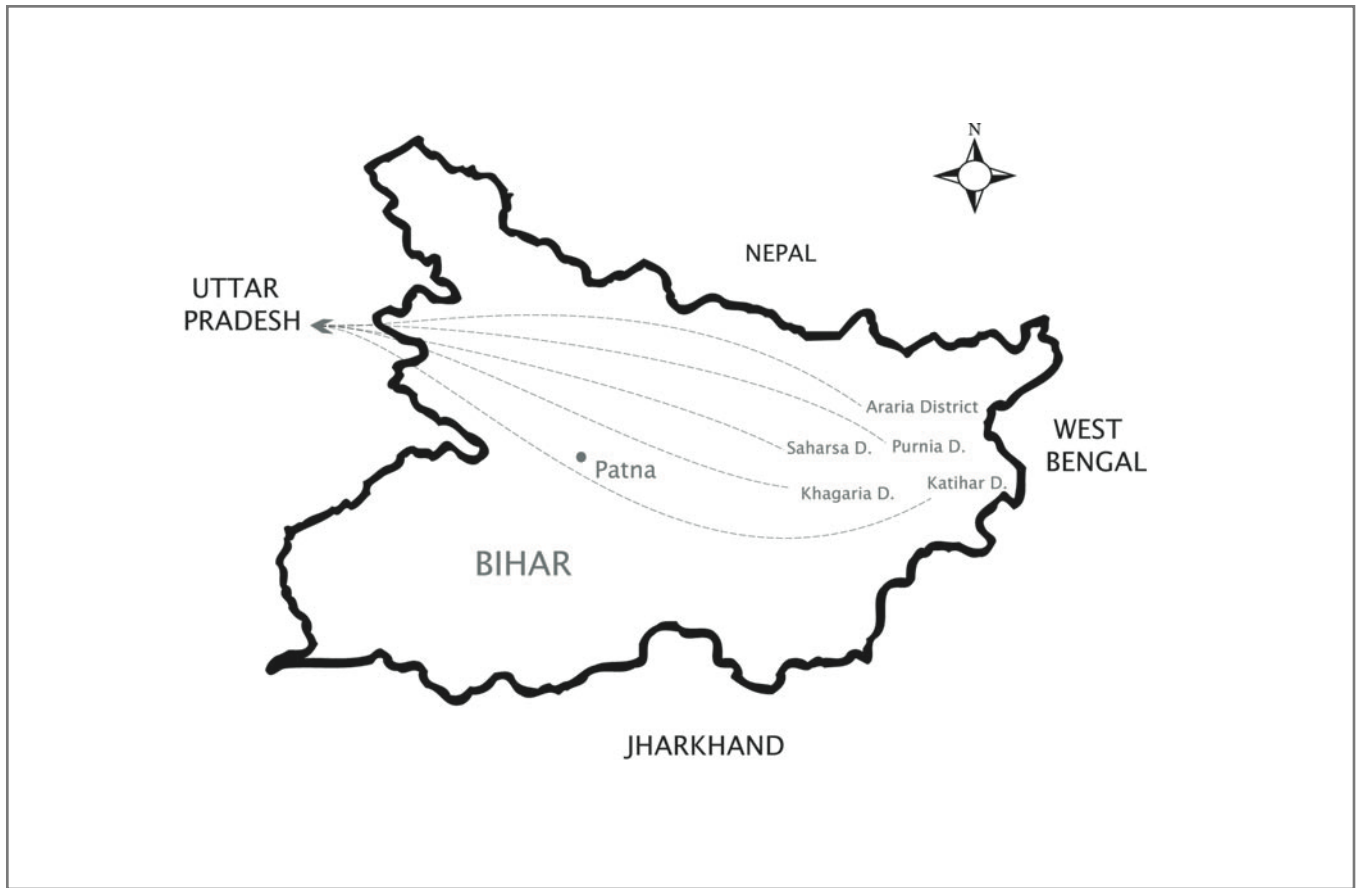 N
NEPAL
UTTAR
PRADESH
Araria District
WEST
BENGAL
Saharsa D.
Purnia D.
Patna
Khagaria D.
Katihar D.
BIHAR
JHARKHAND